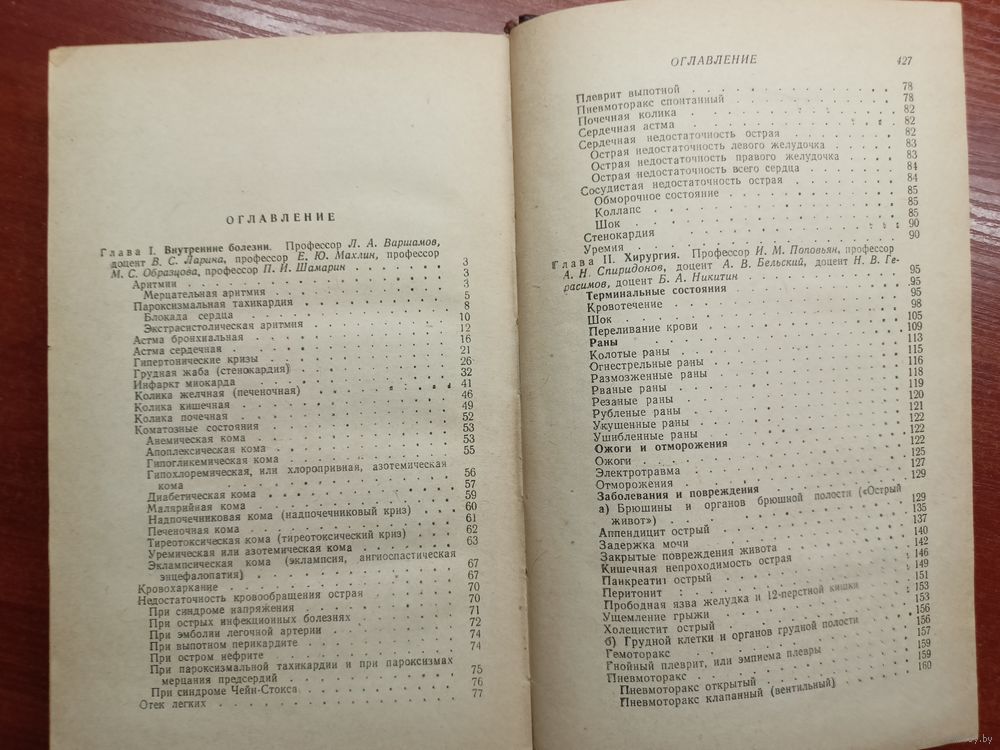 ОГЛАВЛЕНИЕ
Глава I. Внутренние болезни. Профессор Л. А. Варшамов,
доцент В. С. Ларина, профессор Е. Ю. Махлин, профессор
М. С. Образцова, профессор П. И. Шамарин 3
Аритмии 3
Мерцательная аритмия 3
Пароксизмальная тахикардия 5
Блокада сердца 8
Экстрасистолическая аритмия 10
Астма бронхиальная 12
Астма сердечная 16
Гипертонические кризы 21
Грудная жаба (стенокардия) 26
Инфаркт миокарда 32
Колика желчная (печеночная) 41
Колика кишечная 46
Колика почечная 49
Коматозные состояния 52
Анемическая кома 53
Апоплексическая кома 53
Гипогликемическая кома 55
Гипохлоремическая, или хлоропривная, азотемическая
кома 56
Диабетическая кома 57
Малярийная кома 59
Надпочечниковая кома (надпочечниковый криз) 60
Печеночная кома 61
Тиреотоксическая кома (тиреотоксический криз) 62
Уремическая или азотемическая кома 63
Эклампсическая кома (эклампсия, ангиоспастическая
энцефалопатия) 67
Кровохаркание 67
Недостаточность кровообращения острая 70
При синдроме напряжения 70
При острых инфекционных болезнях 71
При эмболии легочной артерии 72
При выпотном перикардите 74
При остром нефрите 74
При пароксизмальной тахикардии и при пароксизмах
мерцания предсердий 75
При синдроме Чейн-Стокса 76
Отек легких 77
ОГЛАВЛЕНИЕ 427
Плеврит выпотной 78
Пневмоторакс спонтанный 78
Почечная колика 82
Сердечная астма 82
Сердечная недостаточность острая 82
Острая недостаточность левого желудочка 83
Острая недостаточность правого желудочка 83
Острая недостаточность всего сердца 84
Сосудистая недостаточность острая 84
Обморочное состояние 85
Коллапс 85
Шок 85
Стенокардия 90
Уремия 90
Глава II. Хирургия. Профессор И. М. Поповьян, профессор
А. Н. Спиридонов, доцент А. В. Бельский, доцент Н. В. Ге-
расимов, доцент Б. А. Никитин 95
Терминальные состояния 95
Кровотечение 95
Шок 98
Переливание крови 105
Раны 109
Колотые раны 113
Огнестрельные раны 115
Размозженные раны 116
Рваные раны 118
Резаные раны 119
Рубленые раны 120
Укушенные раны 121
Ушибленные раны 122
Ожоги и отморожения 122
Ожоги 122
Электротравма 125
Отморожения 127
Заболевания и повреждения 129
а) Брюшины и органов брюшной полости («Острый
живот») 129
Аппендицит острый 135
Задержка мочи 137
Закрытые повреждения живота 140
Кишечная непроходимость острая 142
Панкреатит острый 146
Перитонит 149
Прободная язва желудка и 12-перстной кишки 151
Ущемление грыжи 153
Холецистит острый 153
б) Грудной клетки и органов грудной полости 156
Гемоторакс 156
Гнойный плеврит, или эмпиема плевры 157
Пневмоторакс 159
Пневмоторакс открытый 159
Пневмоторакс клапанный (вентильный) 160